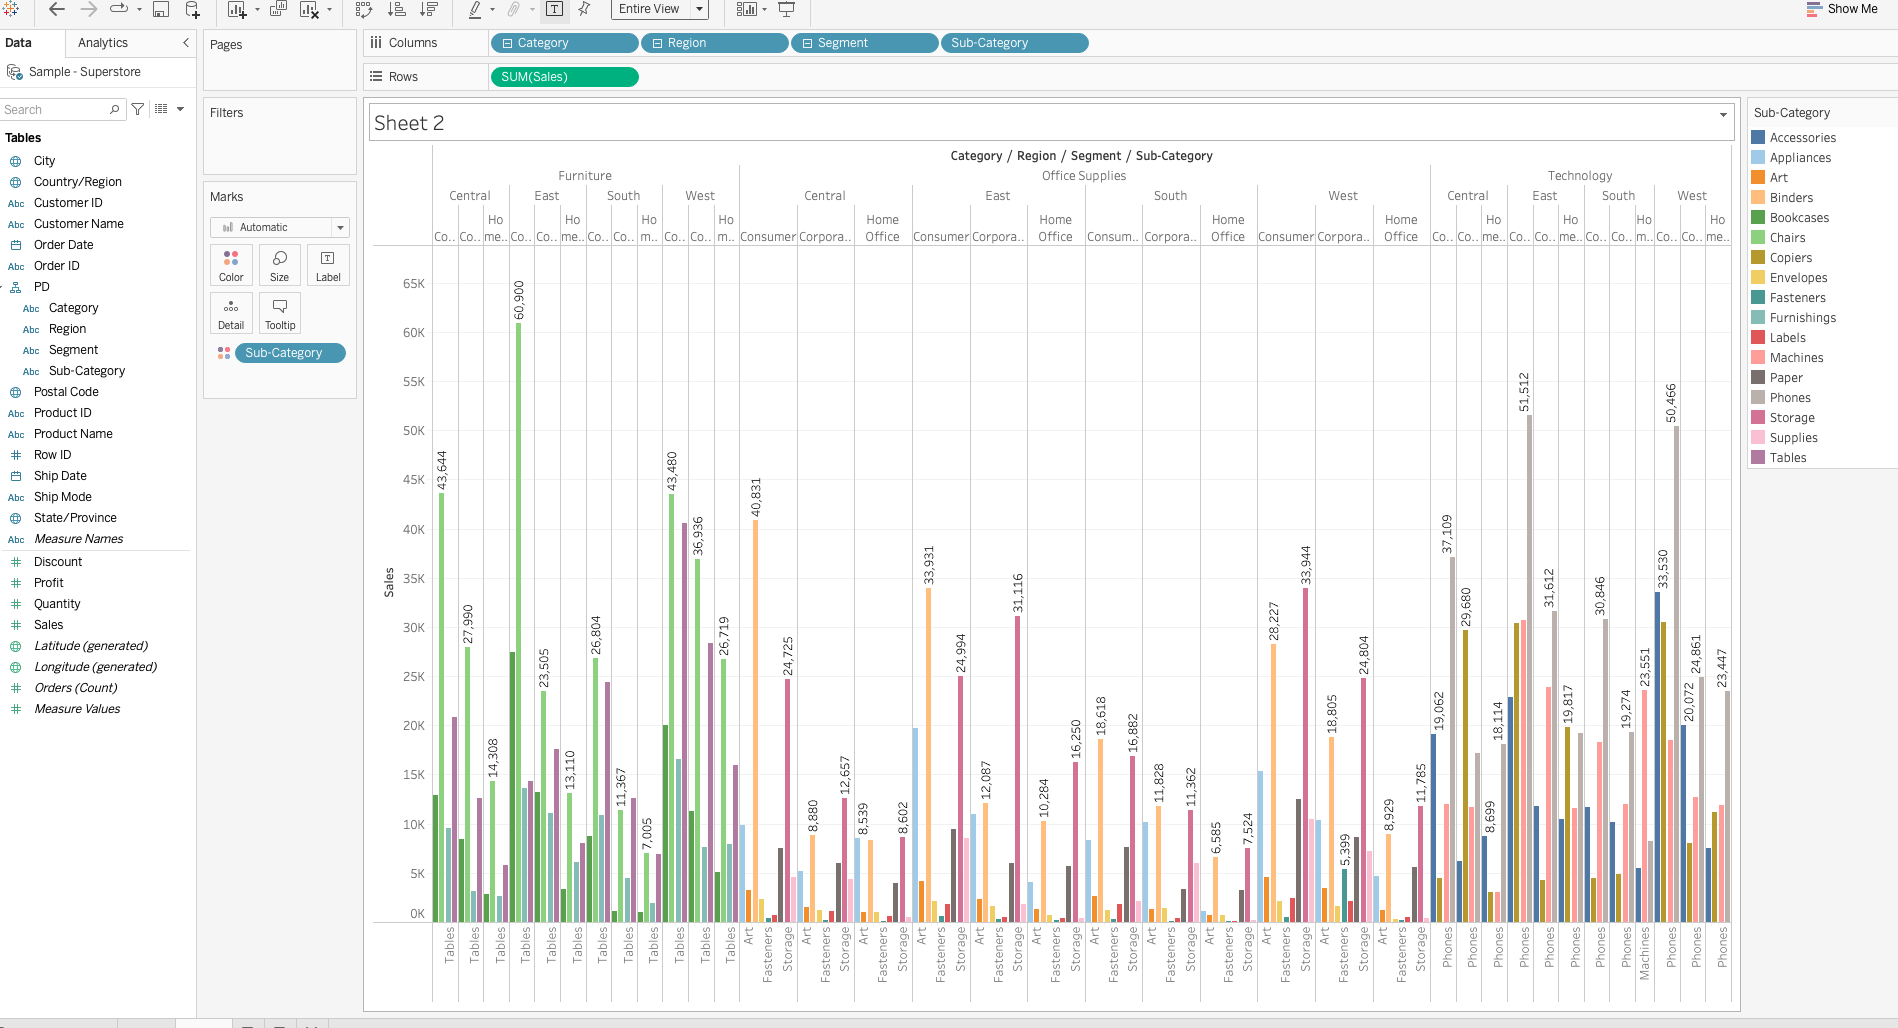 Entire View
Show Me
Data
Analytics
Pages
Columns
Category
Region
Segment
Sub-Category
Sample - Superstore
Rows
SUM(Sales)
Search
Filters
Tables
City
Country/Region
Customer ID
Customer Name
Order Date
Order ID
PD
Category
Region
Segment
Sub-Category
Postal Code
Product ID
Product Name
Row ID
Ship Date
Ship Mode
State/Province
Measure Names
Discount
Profit
Quantity
Sales
Latitude (generated)
Longitude (generated)
Orders (Count)
Measure Values
Marks
Automatic
Color
Size
Label
Detail
Tooltip
Sub-Category
Sheet 2
Category / Region / Segment / Sub-Category
Furniture
Office Supplies
Technology
Central East South West Central East South West Central East South West
Co.. Co.. Ho me.. Co.. Co.. Ho me.. Co.. Co.. Ho m.. Co.. Co.. Ho m.. Consumer Corpora.. Home Office Consumer Corpora.. Home Office Consum.. Corpora.. Home Office Consumer Corpora.. Home Office Co.. Co.. Ho me.. Co.. Co.. Ho me.. Co.. Co.. Ho m.. Co.. Co.. Ho me..
65K
60K
55K
50K
45K
40K
35K
30K
25K
20K
15K
10K
5K
0K
Sales
43,644 27,990 14,308 60,900 23,505 13,110 26,804 11,367 7,005 43,480 36,936 26,719
40,831 24,725 8,880 12,657 8,539 8,602 33,931 24,994 12,087 31,116 10,284 16,250 18,618 16,882 11,828 11,362 6,585 7,524 28,227 33,944 18,805 5,399 24,804 8,929 11,785
19,062 37,109 29,680 8,699 18,114 51,512 31,612 19,817 30,846 19,274 23,551 33,530 50,466 20,072 24,861 23,447
Tables Tables Tables Tables Tables Tables Tables Tables Tables Tables Tables Tables
Art Fasteners Storage Art Fasteners Storage Art Fasteners Storage Art Fasteners Storage Art Fasteners Storage Art Fasteners Storage Art Fasteners Storage Art Fasteners Storage Art Fasteners Storage Art Fasteners Storage Art Fasteners Storage Art Fasteners Storage
Phones Phones Phones Phones Phones Phones Phones Phones Machines Phones Phones Phones
Sub-Category
Accessories
Appliances
Art
Binders
Bookcases
Chairs
Copiers
Envelopes
Fasteners
Furnishings
Labels
Machines
Paper
Phones
Storage
Supplies
Tables